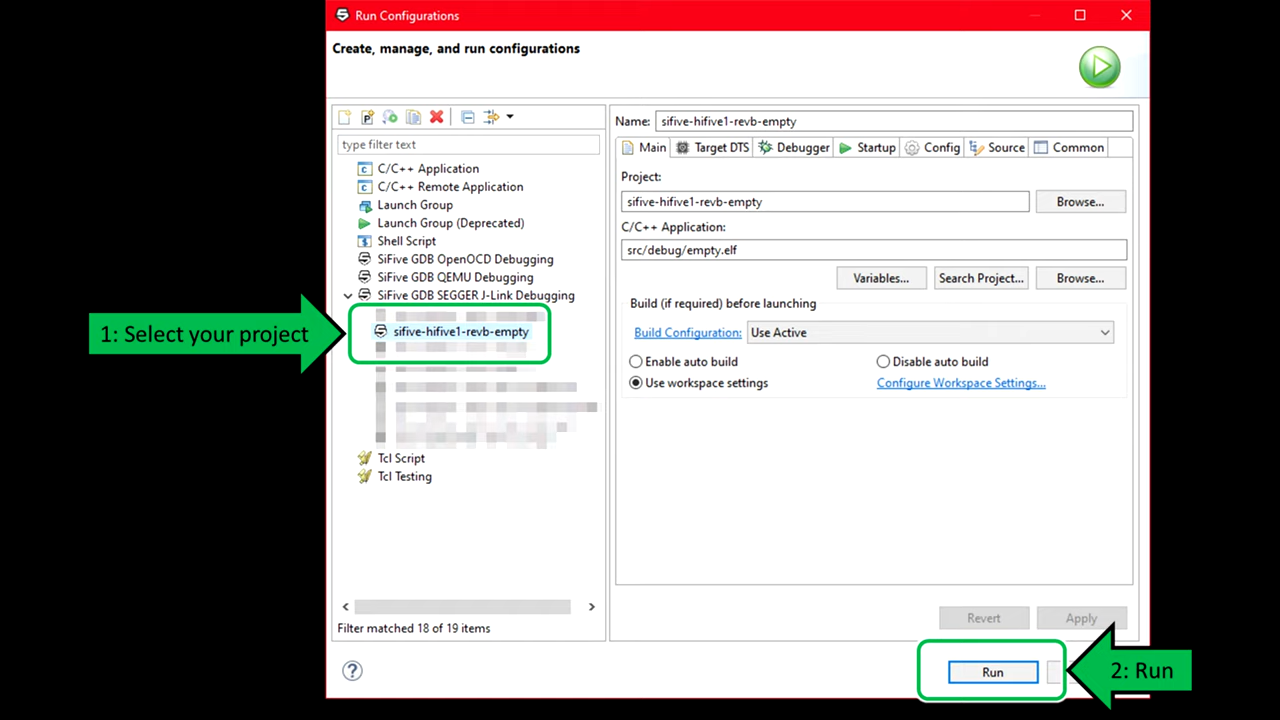 Run Configurations
Create, manage, and run configurations
type filter text
C/C++ Application
C/C++ Remote Application
Launch Group
Launch Group (Deprecated)
Shell Script
SiFive GDB OpenOCD Debugging
SiFive GDB QEMU Debugging
SiFive GDB SEGGER J-Link Debugging
1: Select your project
sifive-hifive1-revb-empty
Tcl Script
Tcl Testing
Filter matched 18 of 19 items
Name: sifive-hifive1-revb-empty
Main Target DTS Debugger Startup Config Source Common
Project:
sifive-hifive1-revb-empty Browse...
C/C++ Application:
src/debug/empty.elf
Variables... Search Project... Browse...
Build (if required) before launching
Build Configuration: Use Active
Enable auto build Disable auto build
Use workspace settings Configure Workspace Settings...
Revert Apply
Run
2: Run